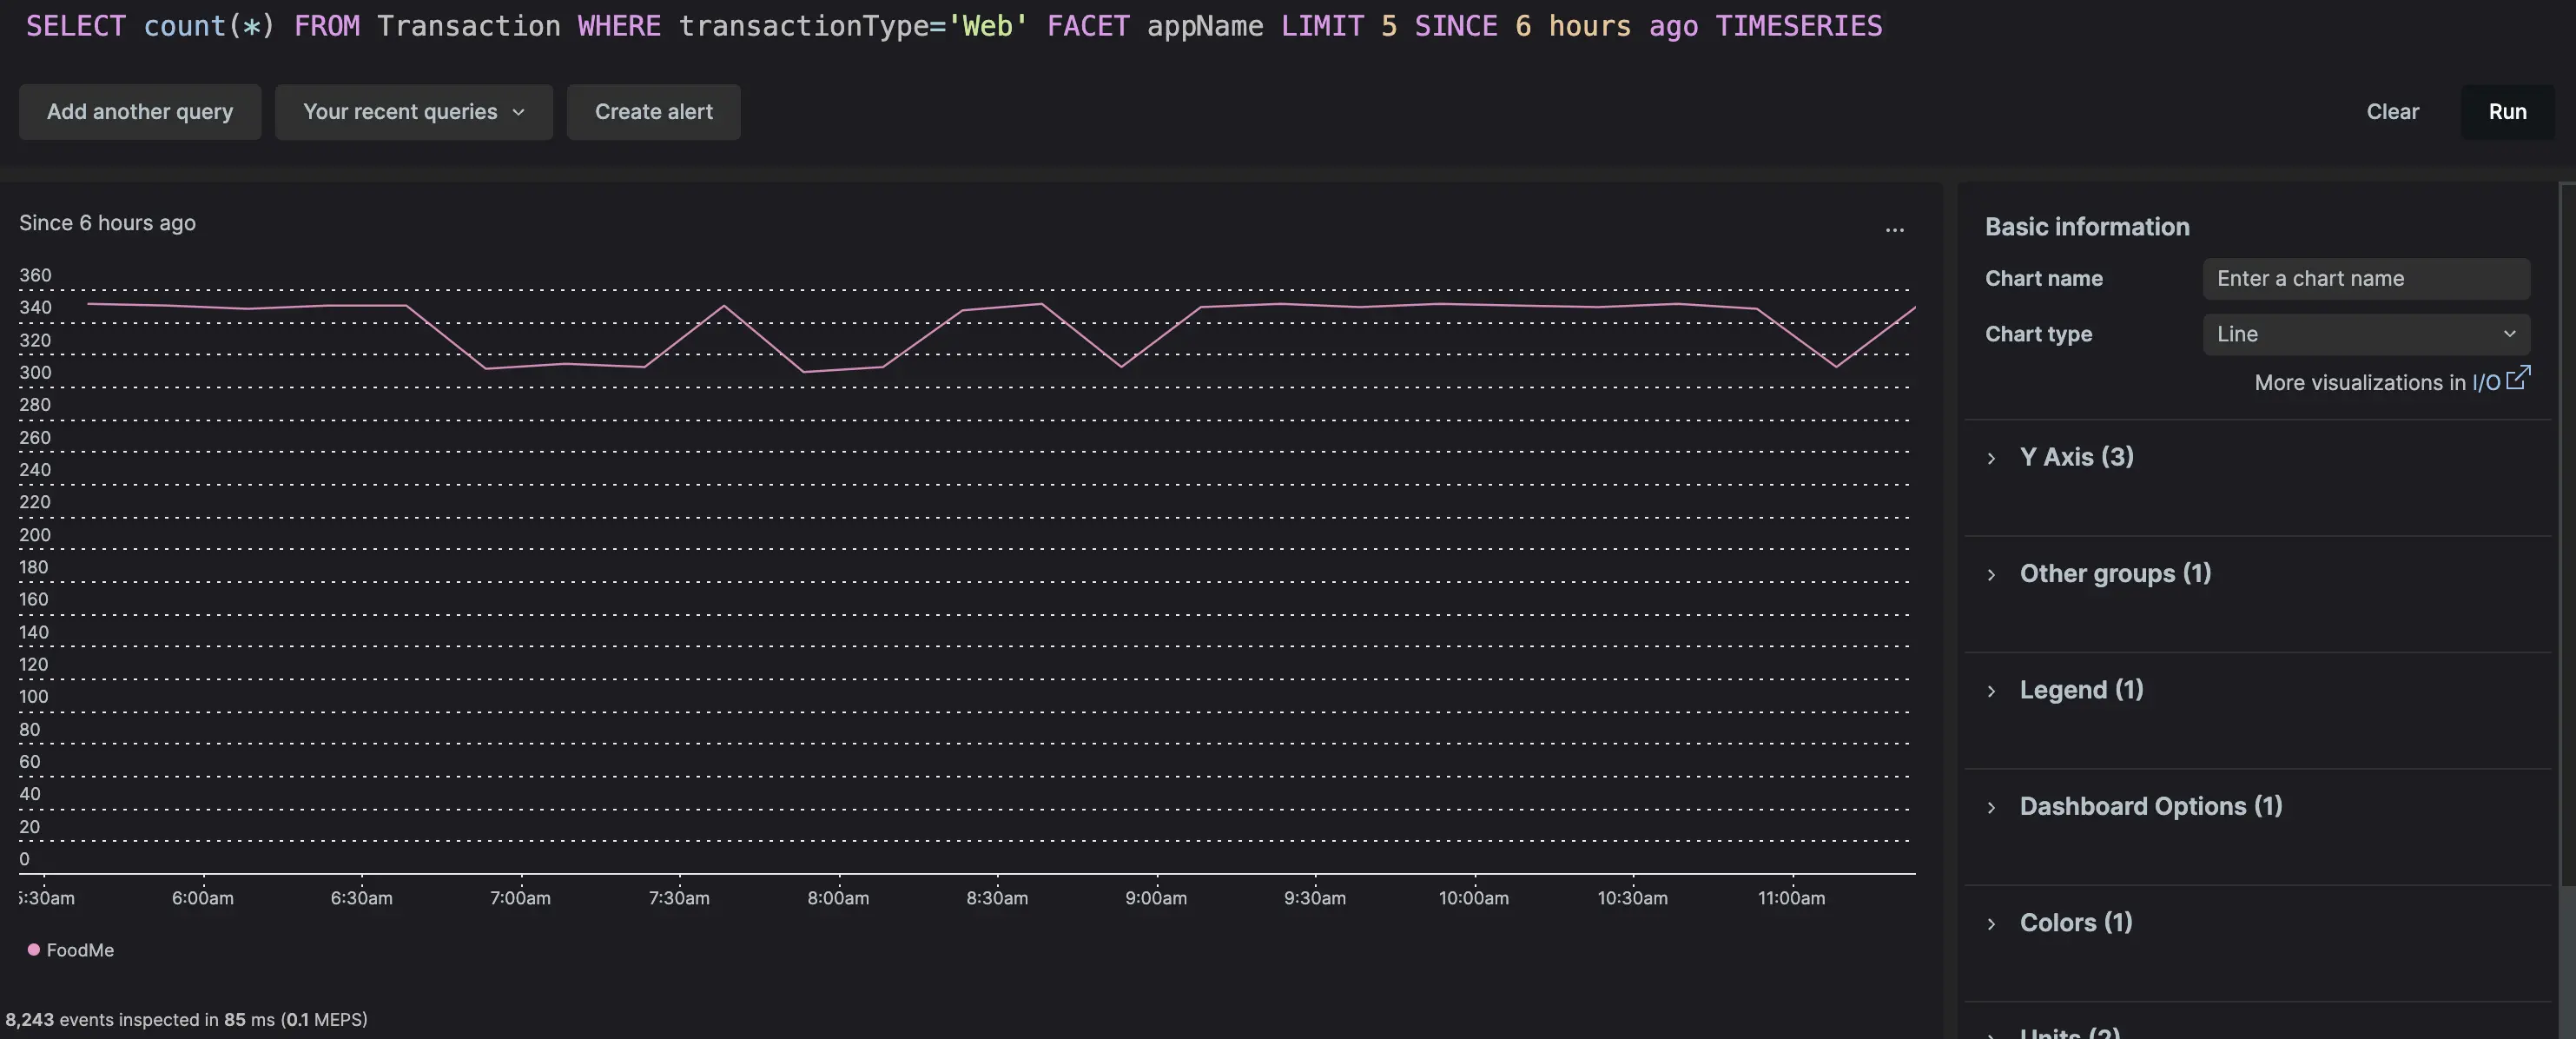 SELECT count(*) FROM Transaction WHERE transactionType='Web' FACET appName LIMIT 5 SINCE 6 hours ago TIMESERIES
Add another query
Your recent queries
Create alert
Clear
Run
Since 6 hours ago
...
360
340
320
300
280
260
240
220
200
180
160
140
120
100
80
60
40
20
0
5:30am
6:00am
6:30am
7:00am
7:30am
8:00am
8:30am
9:00am
9:30am
10:00am
10:30am
11:00am
FoodMe
8,243 events inspected in 85 ms (0.1 MEPS)
Basic information
Chart name
Enter a chart name
Chart type
Line
More visualizations in I/O
Y Axis (3)
Other groups (1)
Legend (1)
Dashboard Options (1)
Colors (1)
Units (2)